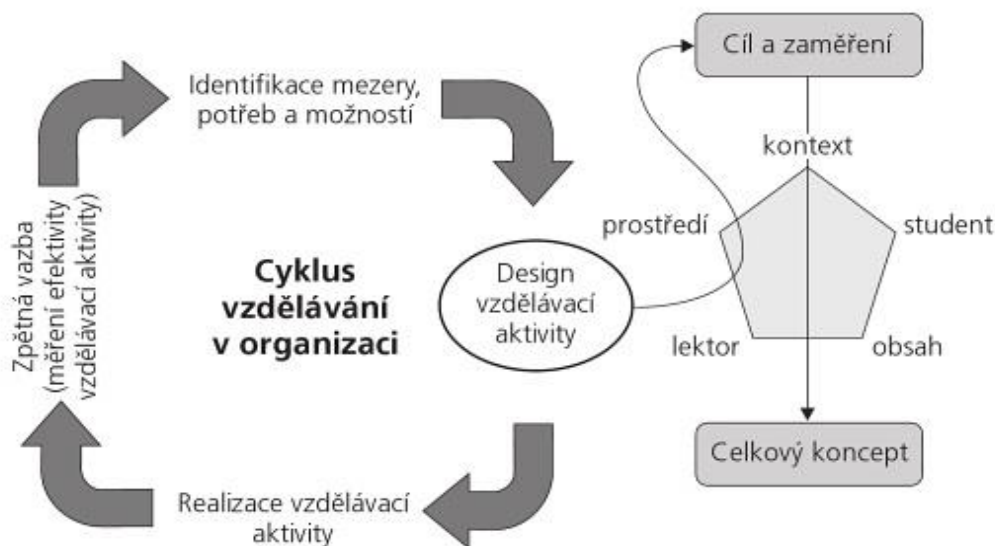 Cíl a zaměření
Identifikace mezery,
potřeb a možností
kontext
prostředí
student
Zpětná vazba
(měření efektivity
vzdělávací aktivity)
Cyklus
vzdělávání
v organizaci
Design
vzdělávací
aktivity
lektor
obsah
Celkový koncept
Realizace vzdělávací
aktivity